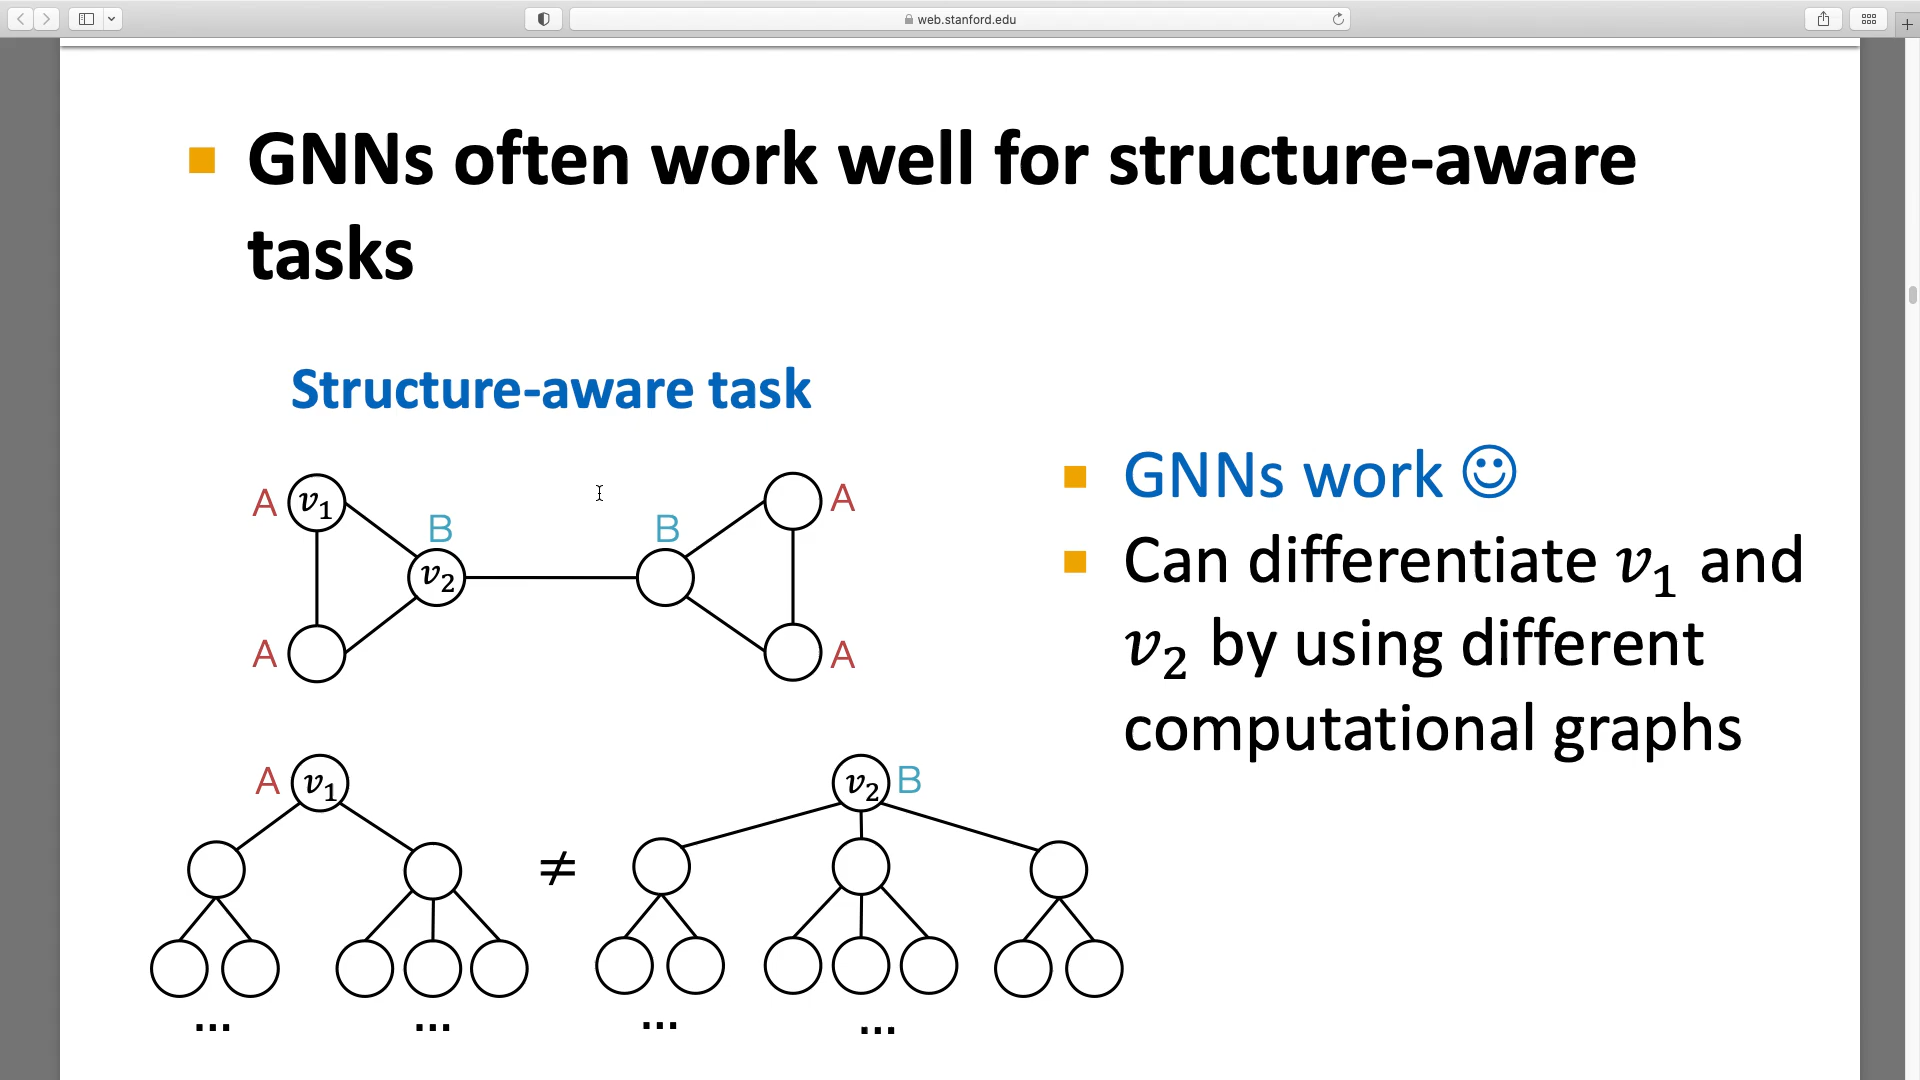 web.stanford.edu
GNNs often work well for structure-aware
tasks
Structure-aware task
A v₁ B B A
v₂
A A
GNNs work ☺
Can differentiate v₁ and
v₂ by using different
computational graphs
A v₁ v₂ B
≠
... ... ... ...